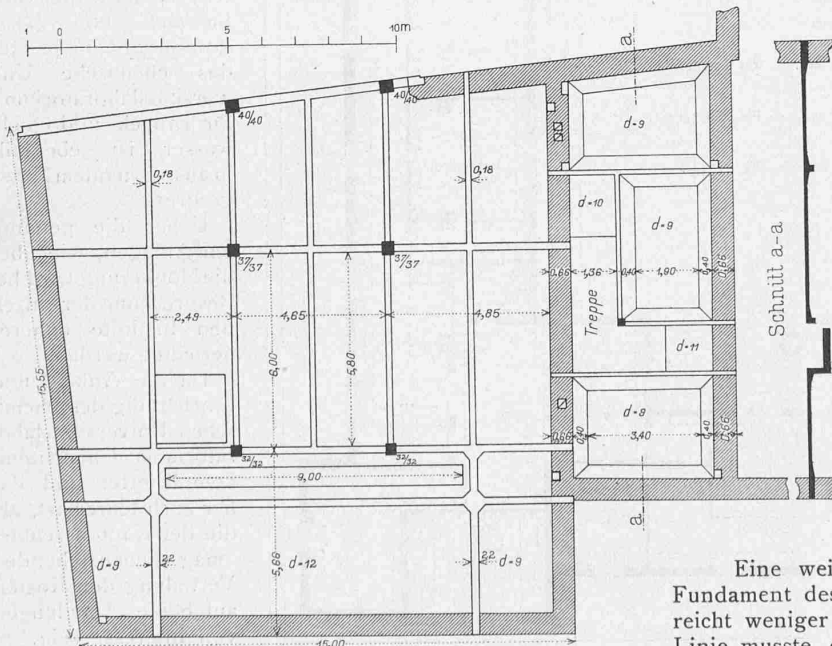 1 0 5 10m
a
40/40
40/40
0,18
0,18
d=9
d=10
d=9
37/37
37/37
0,66 1,36 0,40 1,90 0,40 0,66
2,49 4,65 4,85
Treppe
6,00
5,80
Schnitt a-a
15,55
d=11
d=9
0,66 0,40 3,40 0,40 0,66
32/32
32/32
9,00
a
d=9
22
d=12
22
d=9
15,00
Eine wei
Fundament des
reicht weniger
Linie musste